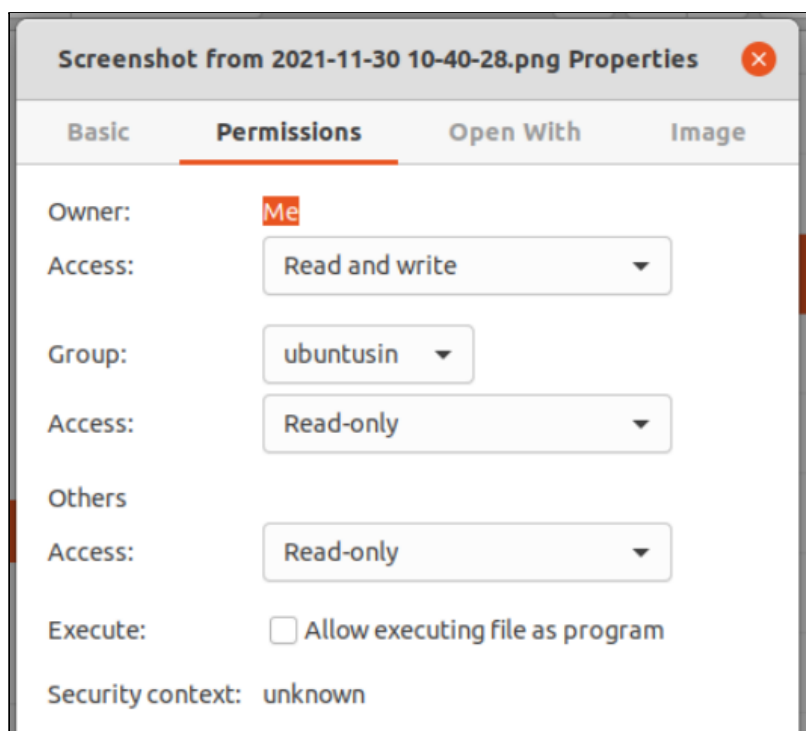 Screenshot from 2021-11-30 10-40-28.png Properties
Basic Permissions Open With Image
Owner: Me
Access: Read and write
Group: ubuntusin
Access: Read-only
Others
Access: Read-only
Execute: Allow executing file as program
Security context: unknown